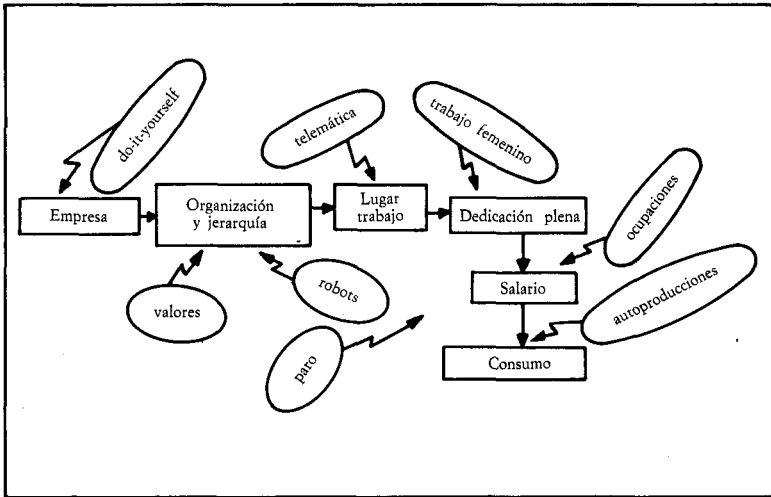 do-it-yourself
telemática
trabajo femenino
Empresa
Organización
y jerarquía
Lugar
trabajo
Dedicación plena
ocupaciones
valores
robots
Salario
autoproducciones
paro
Consumo